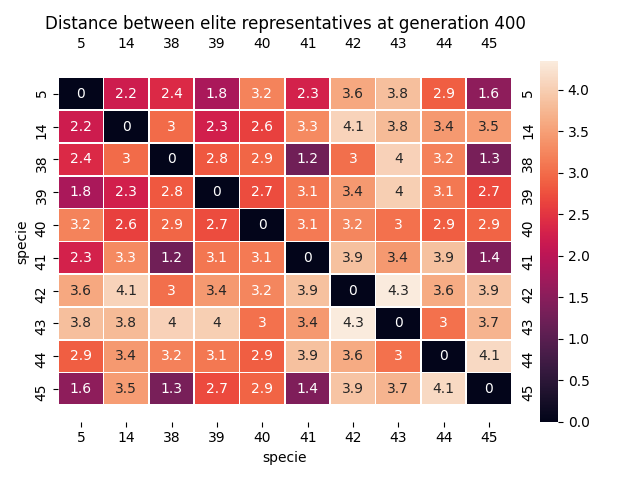 Distance between elite representatives at generation 400
5 14 38 39 40 41 42 43 44 45
5 0 2.2 2.4 1.8 3.2 2.3 3.6 3.8 2.9 1.6 5 4.0
14 2.2 0 3 2.3 2.6 3.3 4.1 3.8 3.4 3.5 14 3.5
38 2.4 3 0 2.8 2.9 1.2 3 4 3.2 1.3 38 3.0
39 1.8 2.3 2.8 0 2.7 3.1 3.4 4 3.1 2.7 39 2.5
40 3.2 2.6 2.9 2.7 0 3.1 3.2 3 2.9 2.9 40
specie
41 2.3 3.3 1.2 3.1 3.1 0 3.9 3.4 3.9 1.4 41 2.0
42 3.6 4.1 3 3.4 3.2 3.9 0 4.3 3.6 3.9 42 1.5
43 3.8 3.8 4 4 3 3.4 4.3 0 3 3.7 43 1.0
44 2.9 3.4 3.2 3.1 2.9 3.9 3.6 3 0 4.1 44 0.5
45 1.6 3.5 1.3 2.7 2.9 1.4 3.9 3.7 4.1 0 45 0.0
5 14 38 39 40 41 42 43 44 45
specie